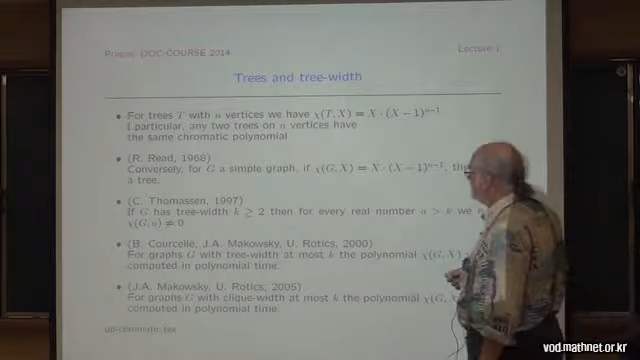 Prague DOC-COURSE 2014
Lecture 1
Trees and tree-width
• For trees T with n vertices we have χ(T, X) = X · (X − 1)ⁿ⁻¹
I particular, any two trees on n vertices have
the same chromatic polynomial
• (R. Read, 1968)
Conversely, for G a simple graph, if χ(G, X) = X · (X − 1)ⁿ⁻¹,
a tree.
• (C. Thomassen, 1997)
If G has tree-width k ≥ 2 then for every real number a > k we
χ(G, a) ≠ 0
• (B. Courcelle, J.A. Makowsky, U. Rotics, 2000)
For graphs G with tree-width at most k the polynomial χ(G, X)
computed in polynomial time.
• (J.A. Makowsky, U. Rotics, 2005)
For graphs G with clique-width at most k the polynomial χ(G, X
computed in polynomial time.
vod.mathnet.or.kr